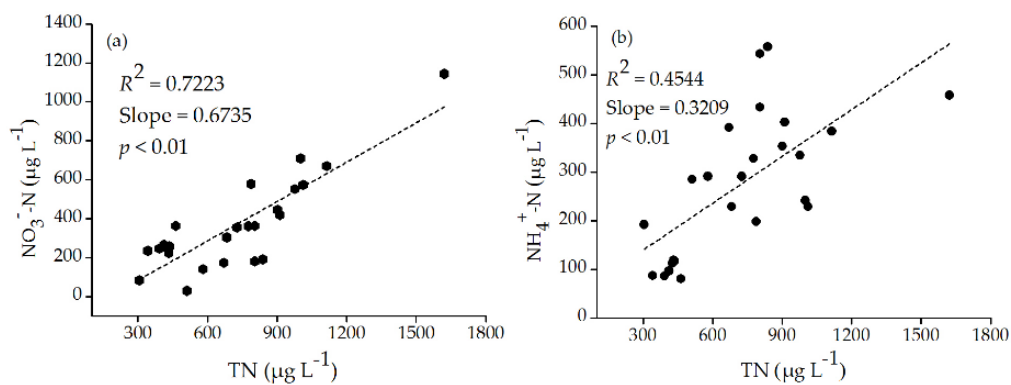 (a)
R² = 0.7223
Slope = 0.6735
p < 0.01
NO₃⁻-N (µg L⁻¹)
1400
1200
1000
800
600
400
200
0
300 600 900 1200 1500 1800
TN (µg L⁻¹)
(b)
R² = 0.4544
Slope = 0.3209
p < 0.01
NH₄⁺-N (µg L⁻¹)
600
500
400
300
200
100
0
300 600 900 1200 1500 1800
TN (µg L⁻¹)